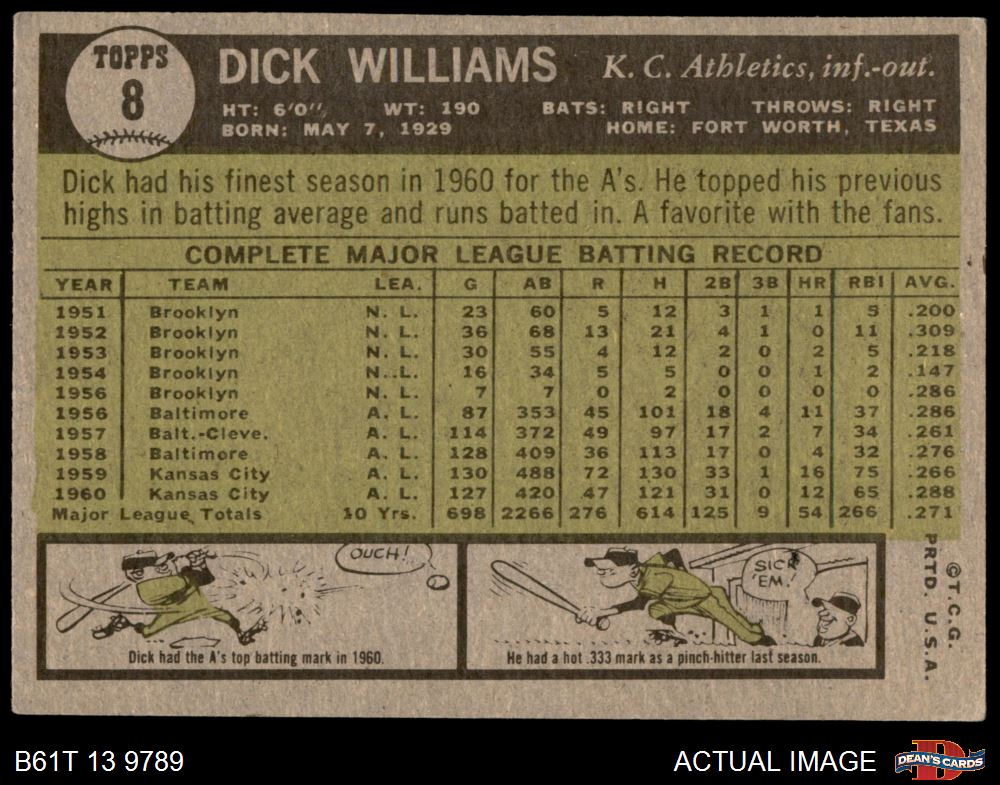 TOPPS
8
DICK WILLIAMS K. C. Athletics, inf.-out.
HT: 6'0" WT: 190 BATS: RIGHT THROWS: RIGHT
BORN: MAY 7, 1929 HOME: FORT WORTH, TEXAS
Dick had his finest season in 1960 for the A's. He topped his previous
highs in batting average and runs batted in. A favorite with the fans.
COMPLETE MAJOR LEAGUE BATTING RECORD
YEAR TEAM LEA. G AB R H 2B 3B HR RBI AVG.
1951 Brooklyn N. L. 23 60 5 12 3 1 1 5 .200
1952 Brooklyn N. L. 36 68 13 21 4 1 0 11 .309
1953 Brooklyn N. L. 30 55 4 12 2 0 2 5 .218
1954 Brooklyn N. L. 16 34 5 5 0 0 1 2 .147
1956 Brooklyn N. L. 7 7 0 2 0 0 0 0 .286
1956 Baltimore A. L. 87 353 45 101 18 4 11 37 .286
1957 Balt.-Cleve. A. L. 114 372 49 97 17 2 7 34 .261
1958 Baltimore A. L. 128 409 36 113 17 0 4 32 .276
1959 Kansas City A. L. 130 488 72 130 33 1 16 75 .266
1960 Kansas City A. L. 127 420 47 121 31 0 12 65 .288
Major League Totals 10 Yrs. 698 2266 276 614 125 9 54 266 .271
OUCH!
Dick had the A's top batting mark in 1960.
SICK
'EM!
He had a hot .333 mark as a pinch-hitter last season.
©T.C.G.
PRTD. U.S.A.
B61T 13 9789
ACTUAL IMAGE
D
DEAN'S CARDS